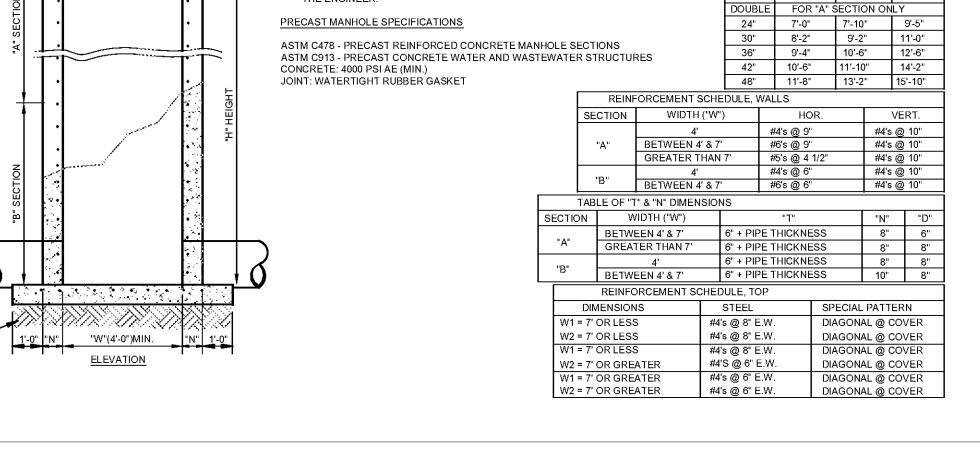 THE ENGINEER.
PRECAST MANHOLE SPECIFICATIONS
ASTM C478 - PRECAST REINFORCED CONCRETE MANHOLE SECTIONS
ASTM C913 - PRECAST CONCRETE WATER AND WASTEWATER STRUCTURES
CONCRETE: 4000 PSI AE (MIN.)
JOINT: WATERTIGHT RUBBER GASKET
"A" SECTION
"B" SECTION
"H" HEIGHT
1'-0" "N" "W"(4'-0")MIN. "N" 1'-0"
ELEVATION
DOUBLE FOR "A" SECTION ONLY
24" 7'-0" 7'-10" 9'-5"
30" 8'-2" 9'-2" 11'-0"
36" 9'-4" 10'-6" 12'-6"
42" 10'-6" 11'-10" 14'-2"
48" 11'-8" 13'-2" 15'-10"
REINFORCEMENT SCHEDULE, WALLS
SECTION WIDTH ("W") HOR. VERT.
"A" 4' #4's @ 9" #4's @ 10"
BETWEEN 4' & 7' #6's @ 9" #4's @ 10"
GREATER THAN 7' #5's @ 4 1/2" #4's @ 10"
"B" 4' #4's @ 6" #4's @ 10"
BETWEEN 4' & 7' #6's @ 6" #4's @ 10"
TABLE OF "T" & "N" DIMENSIONS
SECTION WIDTH ("W") "T" "N" "D"
"A" BETWEEN 4' & 7' 6" + PIPE THICKNESS 8" 6"
GREATER THAN 7' 6" + PIPE THICKNESS 8" 8"
"B" 4' 6" + PIPE THICKNESS 8" 8"
BETWEEN 4' & 7' 6" + PIPE THICKNESS 10" 8"
REINFORCEMENT SCHEDULE, TOP
DIMENSIONS STEEL SPECIAL PATTERN
W1 = 7' OR LESS #4's @ 8" E.W. DIAGONAL @ COVER
W2 = 7' OR LESS #4's @ 8" E.W. DIAGONAL @ COVER
W1 = 7' OR LESS #4's @ 8" E.W. DIAGONAL @ COVER
W2 = 7' OR GREATER #4'S @ 6" E.W. DIAGONAL @ COVER
W1 = 7' OR GREATER #4's @ 6" E.W. DIAGONAL @ COVER
W2 = 7' OR GREATER #4's @ 6" E.W. DIAGONAL @ COVER